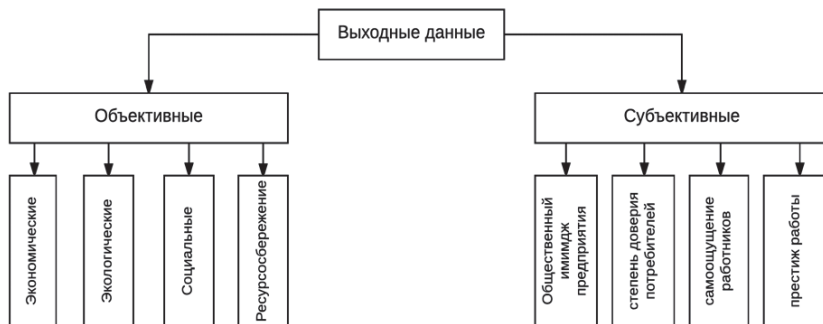 Выходные данные
Объективные
Субъективные
Экономические
Экологические
Социальные
Ресурсосбережение
Общественный
имимдж
предприятия
степень доверия
потребителей
самоощущение
работников
престиж работы